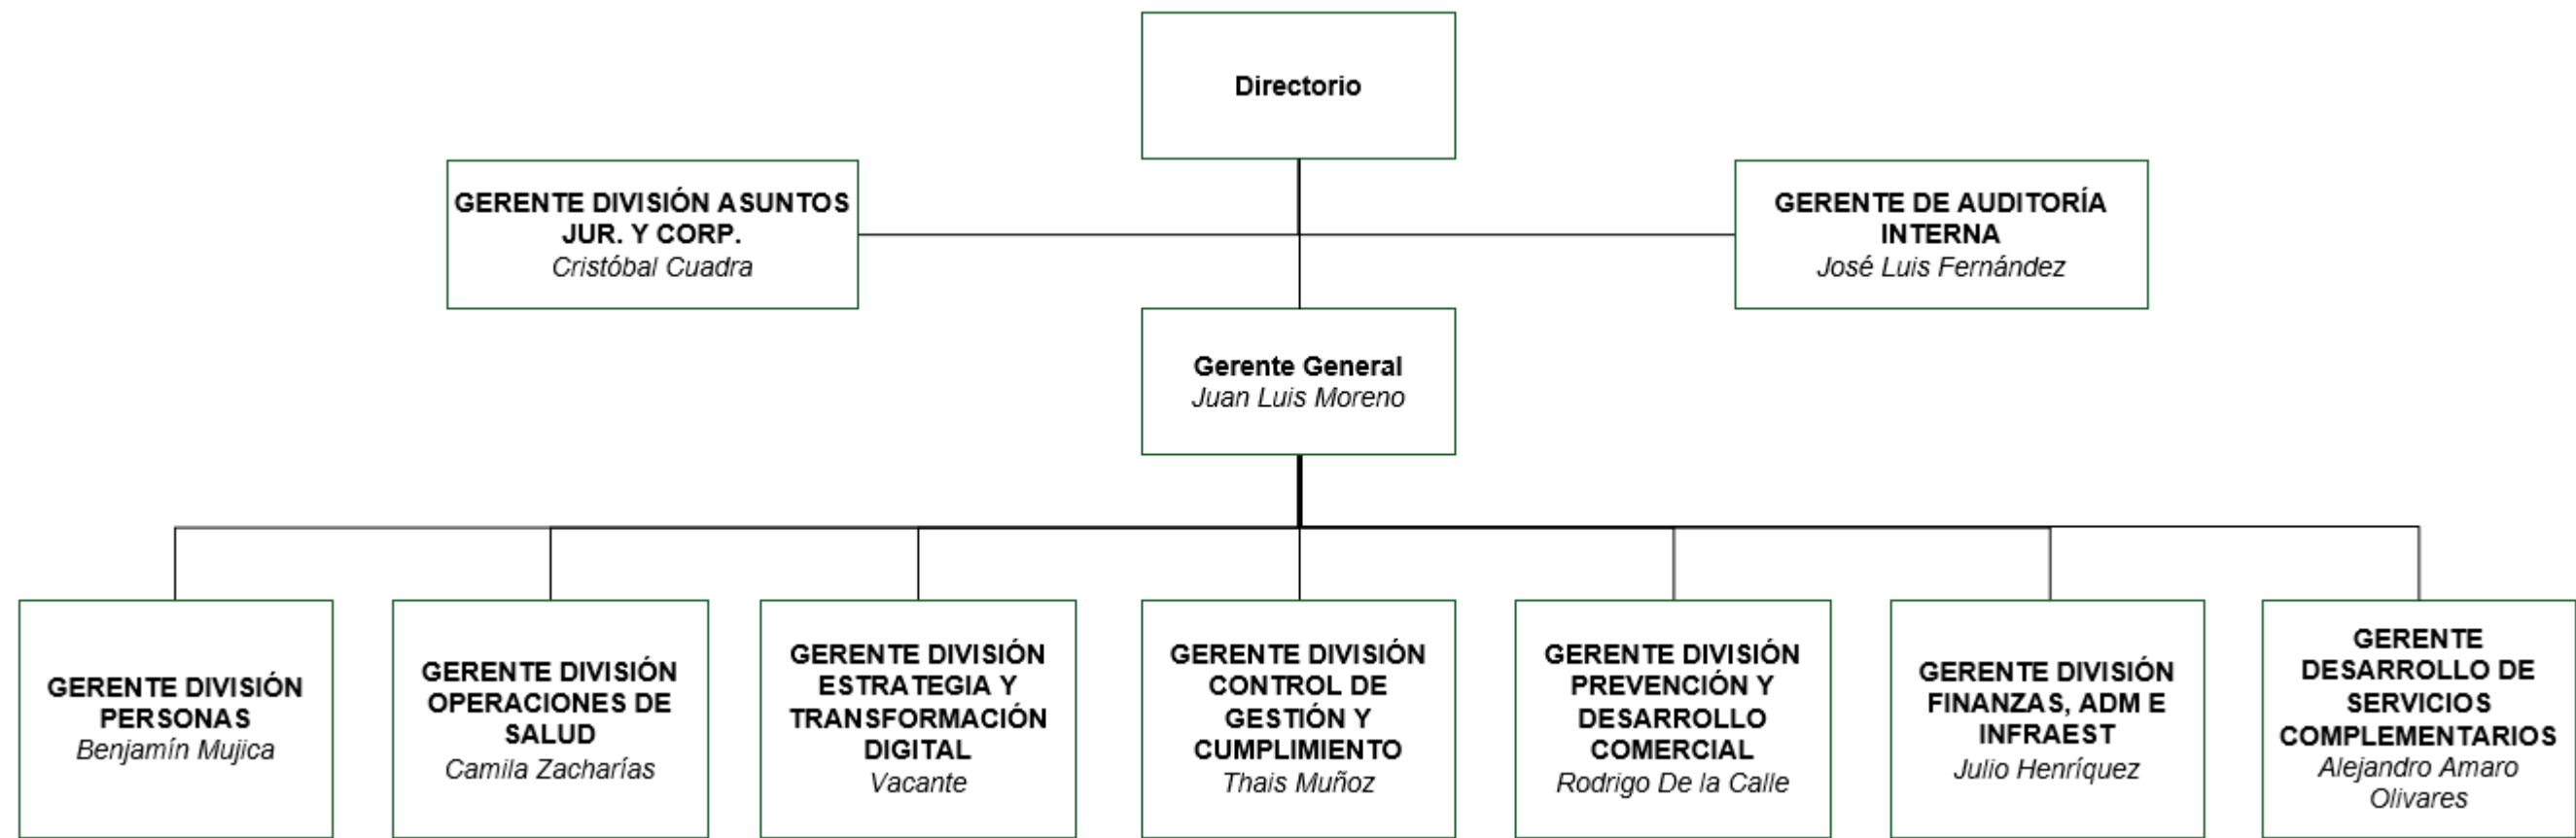 Directorio
GERENTE DIVISIÓN ASUNTOS
JUR. Y CORP.
Cristóbal Cuadra
GERENTE DE AUDITORÍA
INTERNA
José Luis Fernández
Gerente General
Juan Luis Moreno
GERENTE DIVISIÓN
PERSONAS
Benjamín Mujica
GERENTE DIVISIÓN
OPERACIONES DE
SALUD
Camila Zacharías
GERENTE DIVISIÓN
ESTRATEGIA Y
TRANSFORMACIÓN
DIGITAL
Vacante
GERENTE DIVISIÓN
CONTROL DE
GESTIÓN Y
CUMPLIMIENTO
Thais Muñoz
GERENTE DIVISIÓN
PREVENCIÓN Y
DESARROLLO
COMERCIAL
Rodrigo De la Calle
GERENTE DIVISIÓN
FINANZAS, ADM E
INFRAEST
Julio Henríquez
GERENTE
DESARROLLO DE
SERVICIOS
COMPLEMENTARIOS
Alejandro Amaro
Olivares